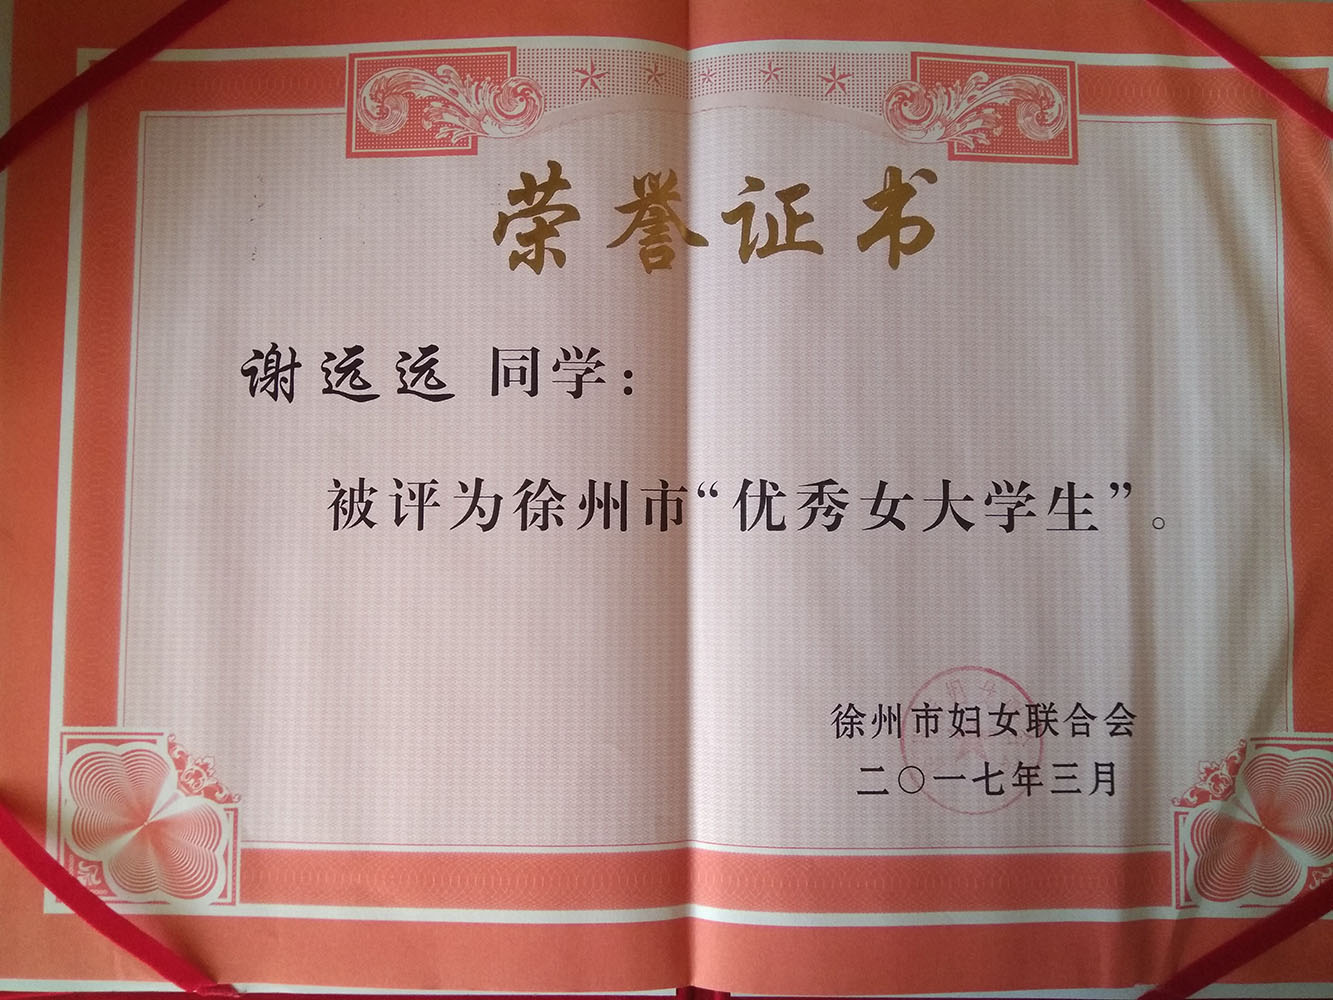 荣誉证书
谢远远 同学：
被评为徐州市“优秀女大学生”。
徐州市妇女联合会
二〇一七年三月